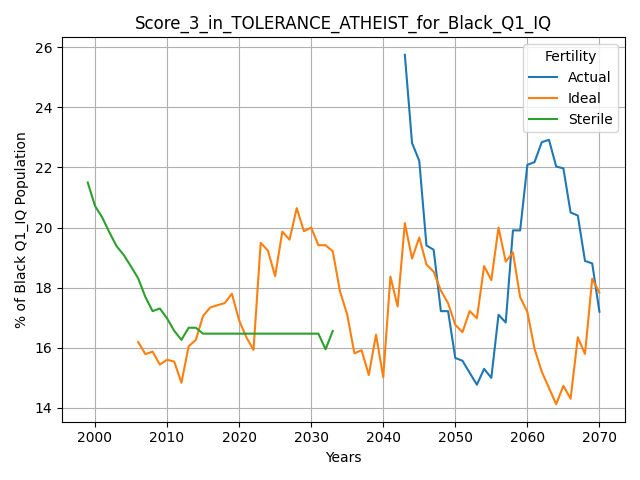 Score_3_in_TOLERANCE_ATHEIST_for_Black_Q1_IQ
Fertility
Actual
Ideal
Sterile
% of Black Q1_IQ Population
26
24
22
20
18
16
14
2000 2010 2020 2030 2040 2050 2060 2070
Years